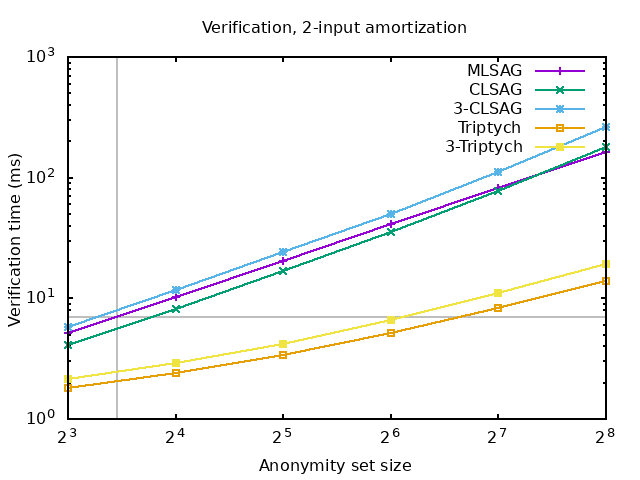 Verification, 2-input amortization
10³
MLSAG
CLSAG
3-CLSAG
Triptych
3-Triptych
10²
10¹
10⁰
Verification time (ms)
2³ 2⁴ 2⁵ 2⁶ 2⁷ 2⁸
Anonymity set size